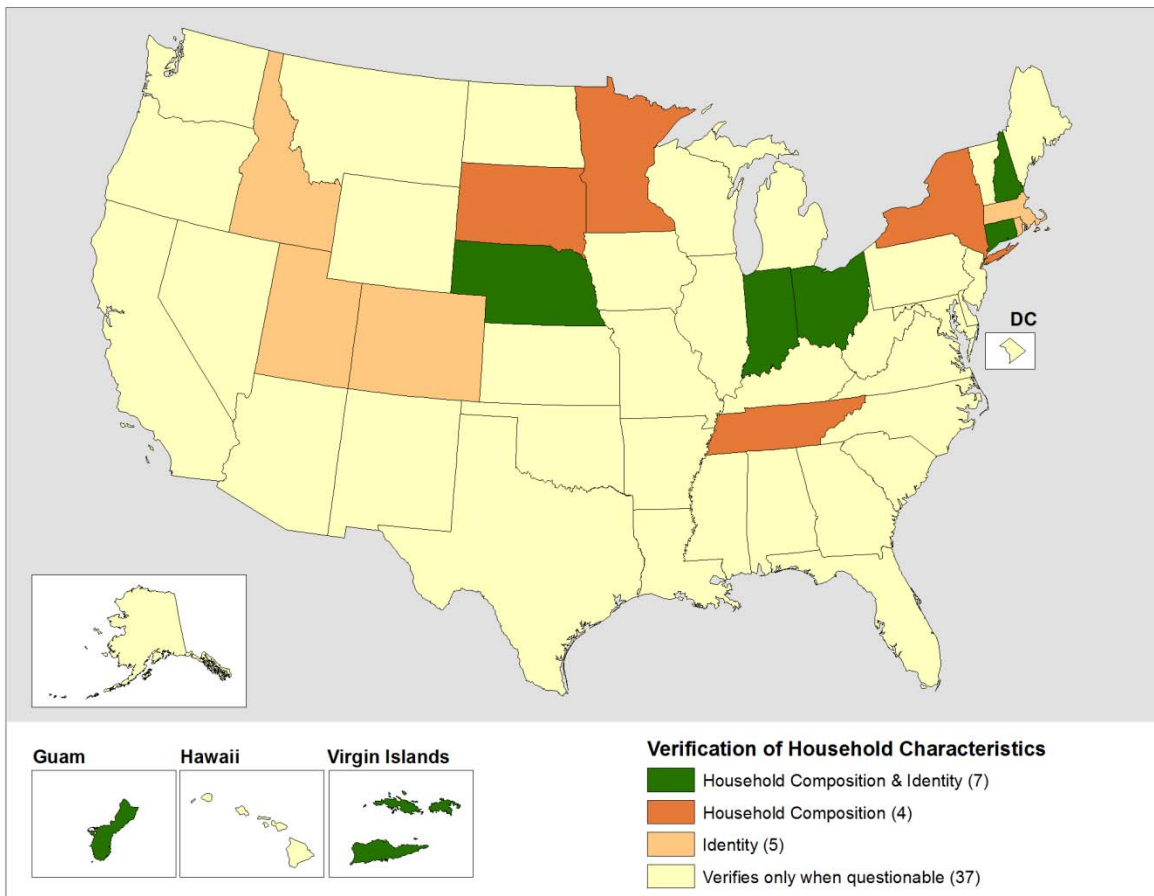 DC
Guam
Hawaii
Virgin Islands
Verification of Household Characteristics
Household Composition & Identity (7)
Household Composition (4)
Identity (5)
Verifies only when questionable (37)